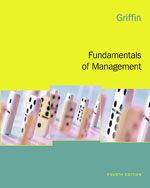 Griffin
Fundamentals
of Management
FOURTH EDITION